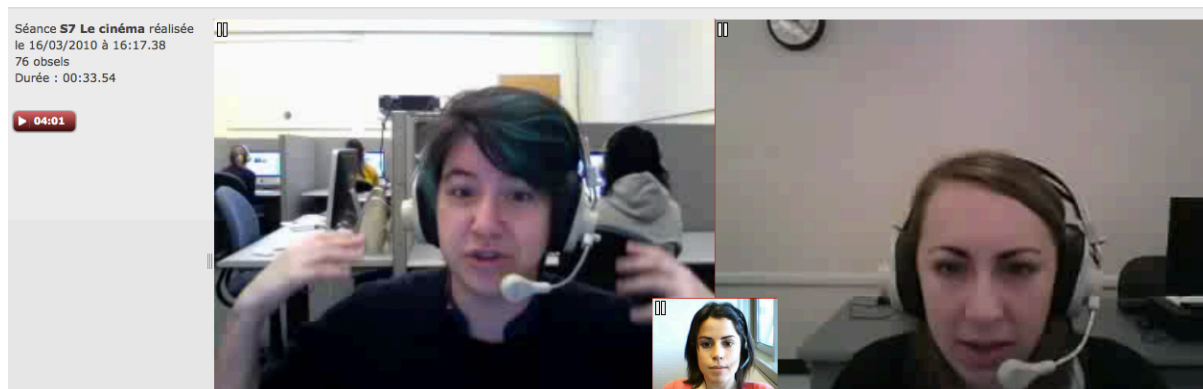 Séance S7 Le cinéma réalisée
le 16/03/2010 à 16:17.38
76 obsels
Durée : 00:33.54
04:01